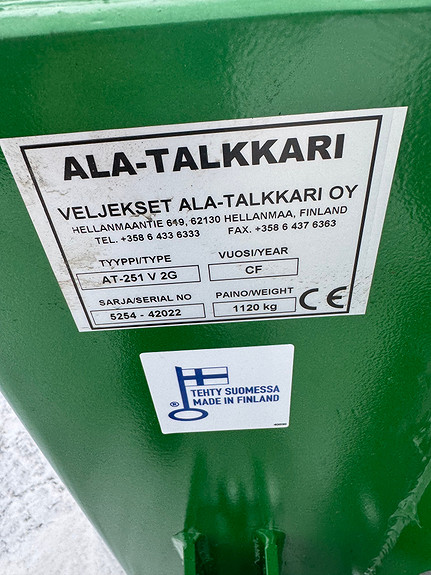 ALA-TALKKARI
VELJEKSET ALA-TALKKARI OY
HELLANMAANTIE 619, 62130 HELLANMAA, FINLAND
TEL. +358 6 433 6333 FAX. +358 6 437 6363
TYYPPI/TYPE VUOSI/YEAR
AT-251 V 2G CF
SARJA/SERIAL NO PAINO/WEIGHT
5254 - 42022 1120 kg CE
TEHTY SUOMESSA
® MADE IN FINLAND